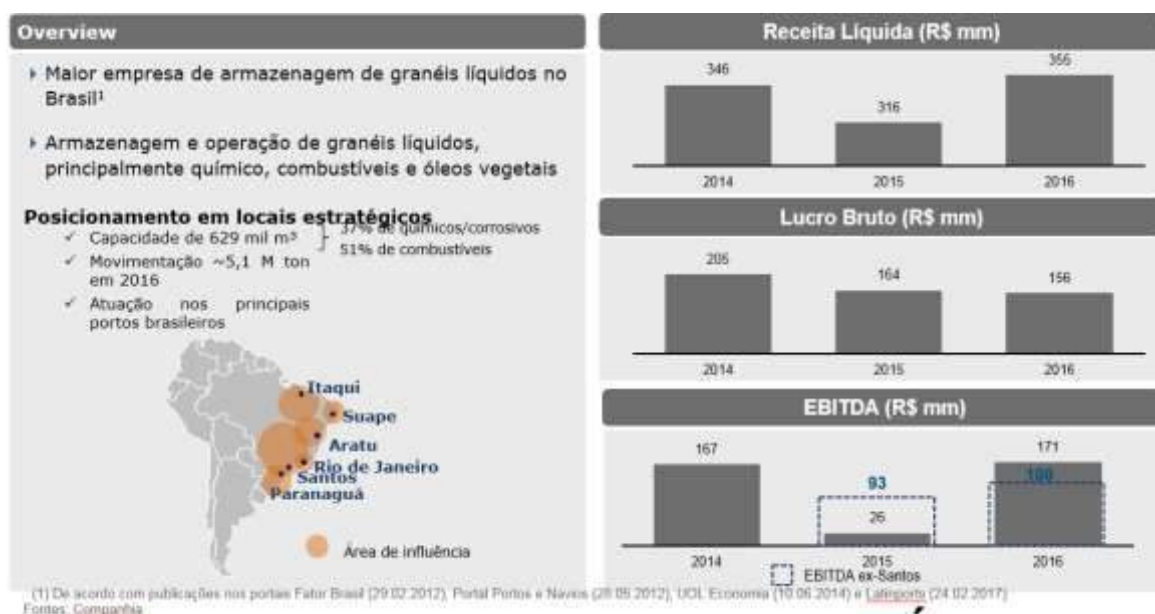 Overview
Maior empresa de armazenagem de granéis líquidos no
Brasil¹
Armazenagem e operação de granéis líquidos,
principalmente químico, combustíveis e óleos vegetais
Posicionamento em locais estratégicos
✓ Capacidade de 629 mil m³
37% de químicos/corrosivos
51% de combustíveis
✓ Movimentação ~5,1 M ton
em 2016
✓ Atuação nos principais
portos brasileiros
Itaqui
Suape
Aratu
Rio de Janeiro
Santos
Paranaguá
Área de influência
Receita Líquida (R$ mm)
346
316
355
2014
2015
2016
Lucro Bruto (R$ mm)
205
164
156
2014
2015
2016
EBITDA (R$ mm)
167
93
26
171
2014
2015
2016
EBITDA ex-Santos
(1) De acordo com publicações nos portais Fator Brasil (29.02.2012), Portal Portos e Navios (28.05.2012), UOL Economia (10.06.2014) e Latinports (24.02.2017)
Fontes: Companhia